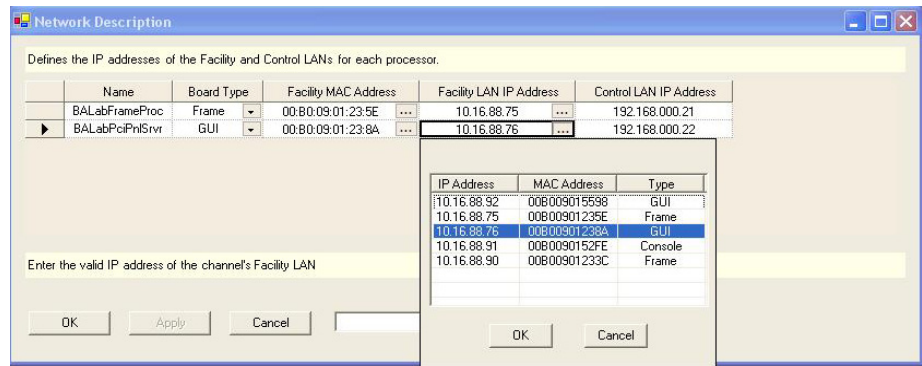 Network Description
Defines the IP addresses of the Facility and Control LANs for each processor.
Name Board Type Facility MAC Address Facility LAN IP Address Control LAN IP Address
BALabFrameProc Frame 00:B0:09:01:23:5E ... 10.16.88.75 ... 192.168.000.21
BALabPciPnlSrvr GUI 00:B0:09:01:23:8A ... 10.16.88.76 ... 192.168.000.22
IP Address MAC Address Type
10.16.88.92 00B009015598 GUI
10.16.88.75 00B00901235E Frame
10.16.88.76 00B00901238A GUI
10.16.88.91 00B0090152FE Console
10.16.88.90 00B00901233C Frame
Enter the valid IP address of the channel's Facility LAN
OK Apply Cancel
OK Cancel